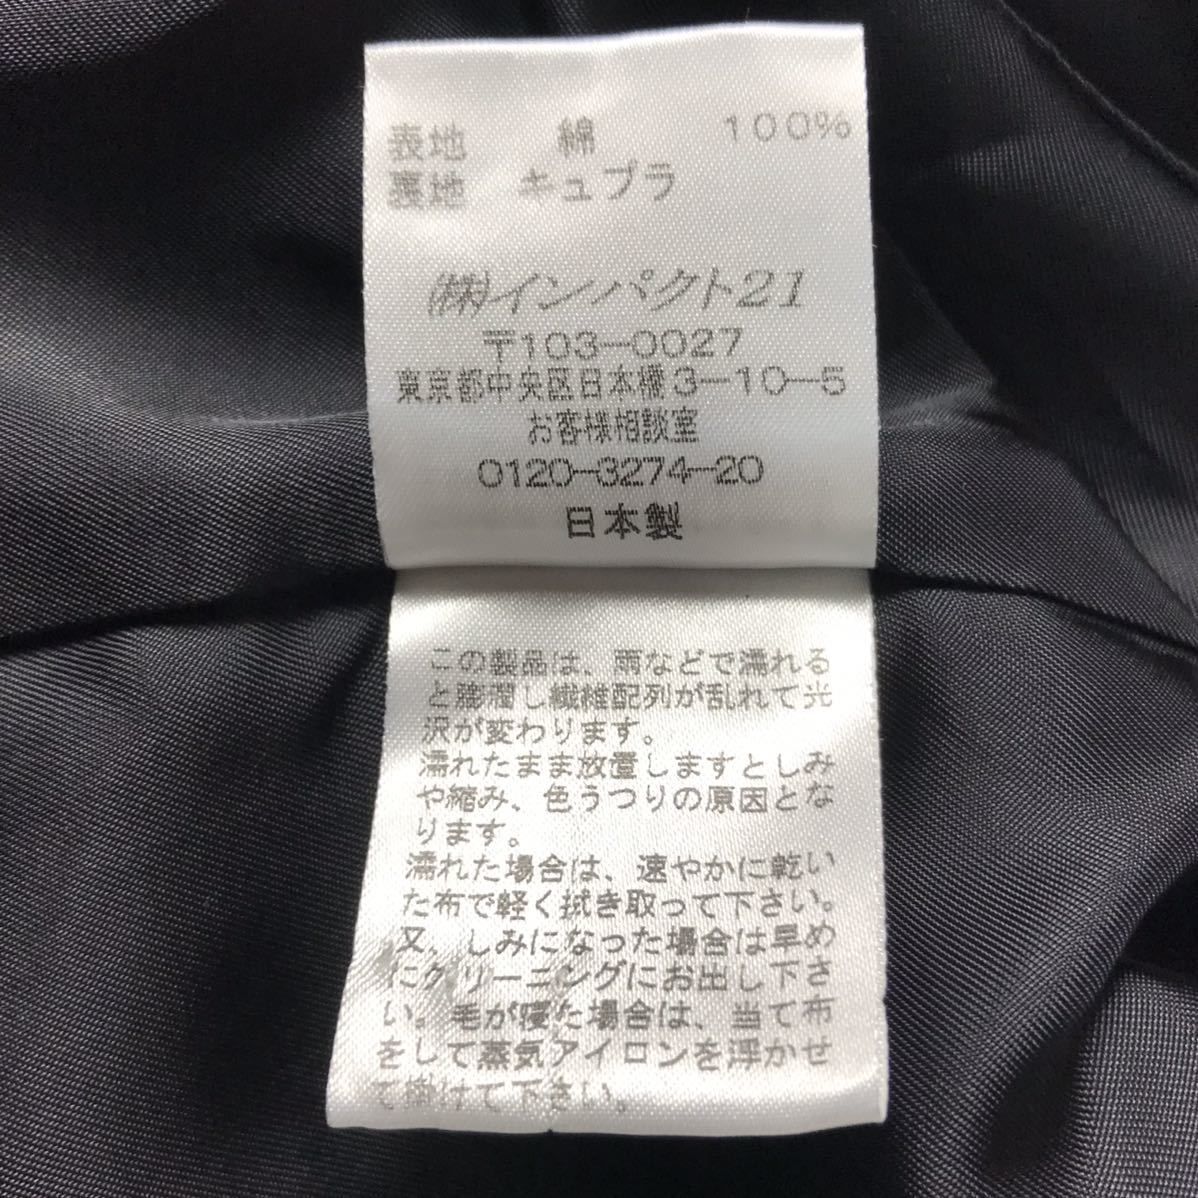 表地 綿 100%
裏地 キュプラ
㈱インパクト21
〒103-0027
東京都中央区日本橋3-10-5
お客様相談室
0120-3274-20
日本製
この製品は、雨などで濡れる
と膨潤し繊維配列が乱れて光
沢が変わります。
濡れたまま放置しますとしみ
や縮み、色うつりの原因とな
ります。
濡れた場合は、速やかに乾い
た布で軽く拭き取って下さい。
又、しみになった場合は早め
にクリーニングにお出し下さ
い。毛が寝た場合は、当て布
をして蒸気アイロンを浮かせ
て掛けて下さい。